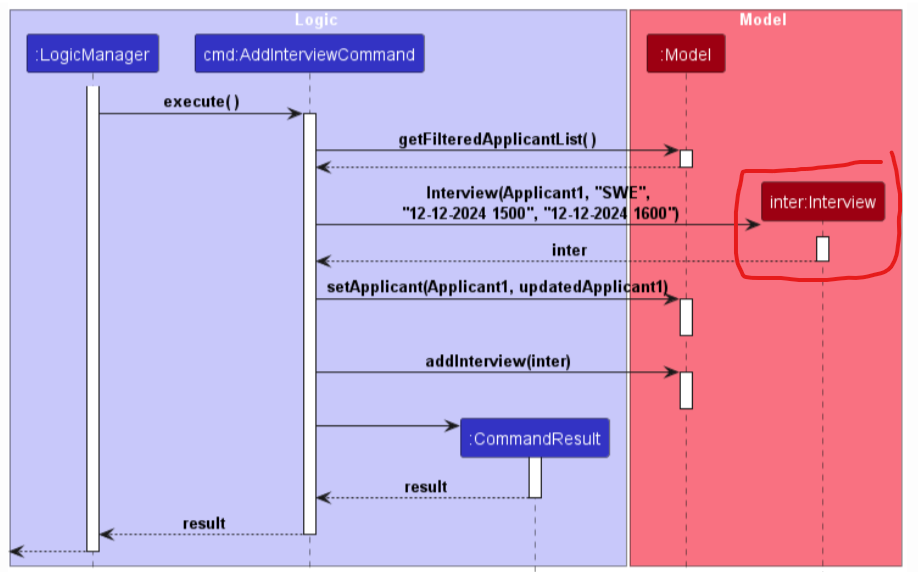 Logic
Model
:LogicManager
cmd:AddInterviewCommand
:Model
execute( )
getFilteredApplicantList( )
Interview(Applicant1, "SWE",
"12-12-2024 1500", "12-12-2024 1600")
inter:Interview
inter
setApplicant(Applicant1, updatedApplicant1)
addInterview(inter)
:CommandResult
result
result